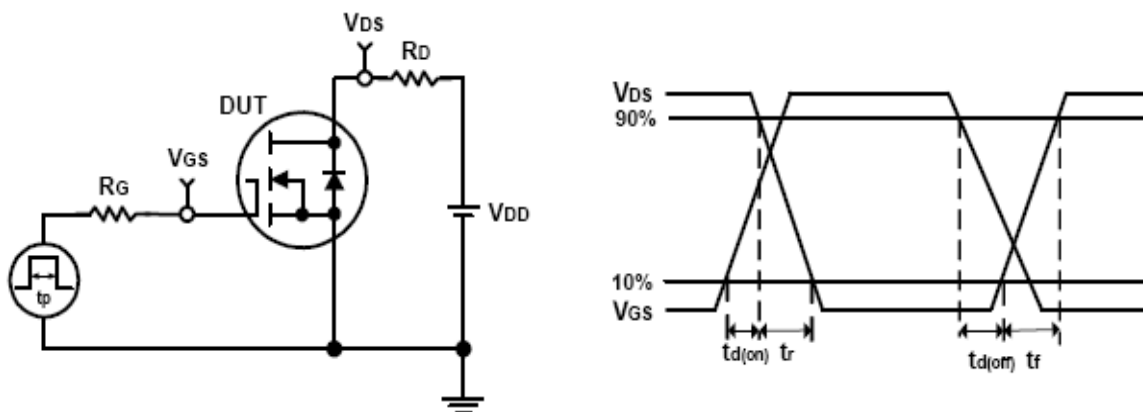 VDS
RD
DUT
VGS
RG
VDD
tp
VDS
90%
10%
VGS
td(on) tr
td(off) tf